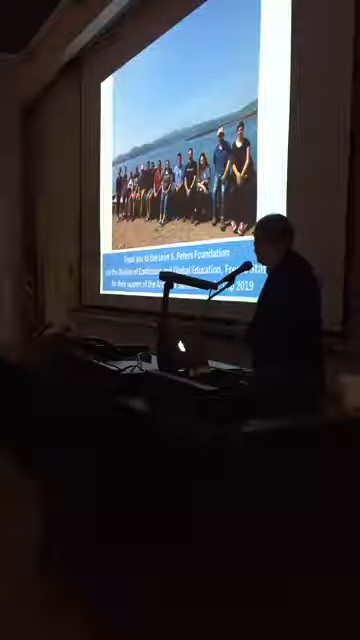 Thank you to the Leon S. Peters Foundation
and the Division of Continuing and Global Education, Fresno State
for their support of the 2019